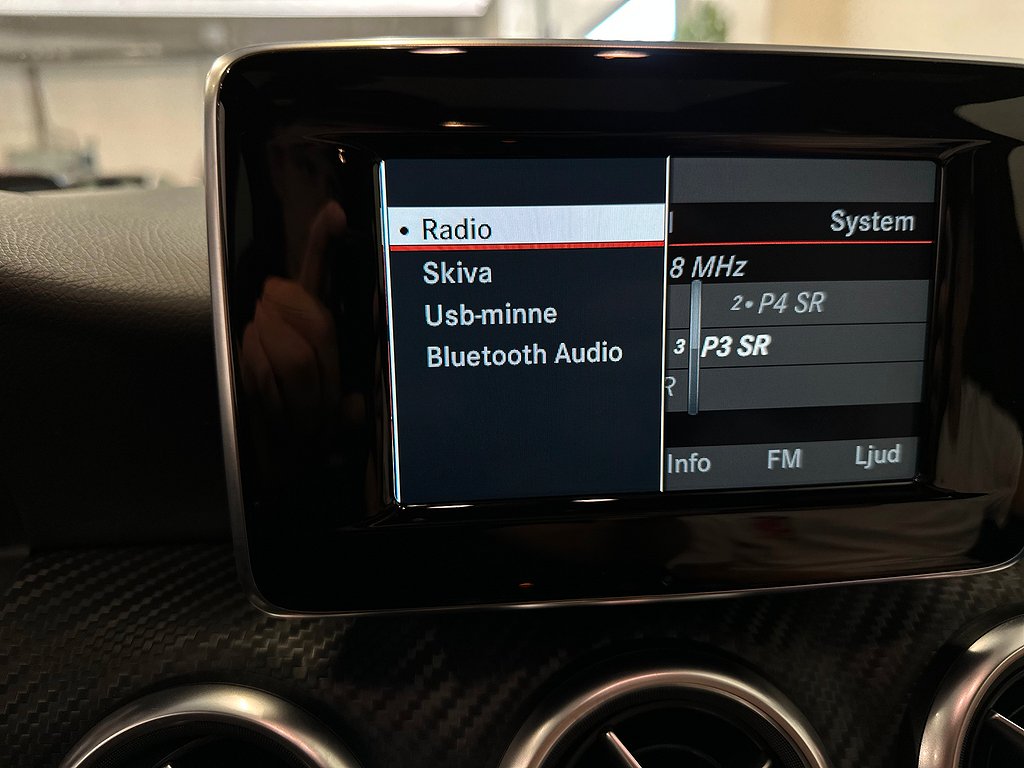 • Radio
Skiva
Usb-minne
Bluetooth Audio
System
8 MHz
2• P4 SR
3 P3 SR
R
Info FM Ljud